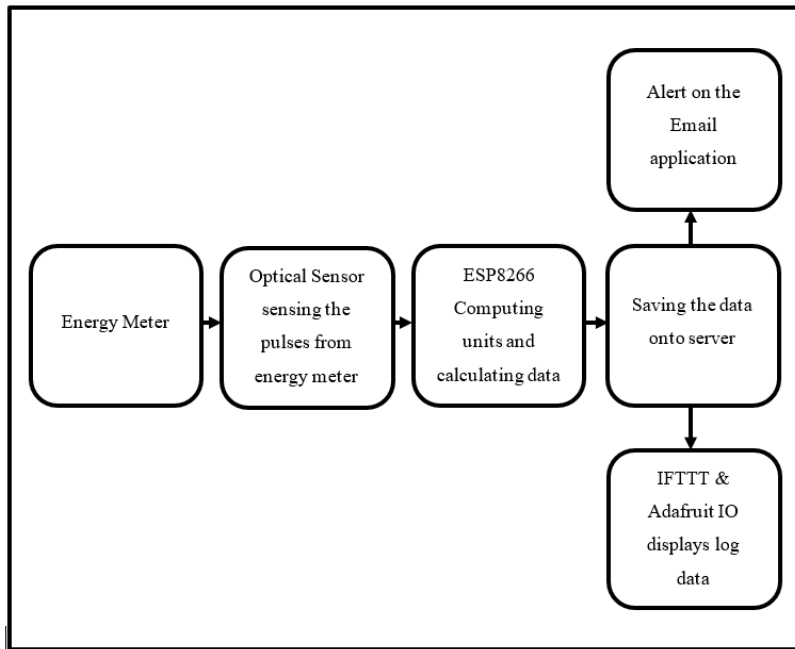 Alert on the
Email
application
Energy Meter
Optical Sensor
sensing the
pulses from
energy meter
ESP8266
Computing
units and
calculating data
Saving the data
onto server
IFTTT &
Adafruit IO
displays log
data